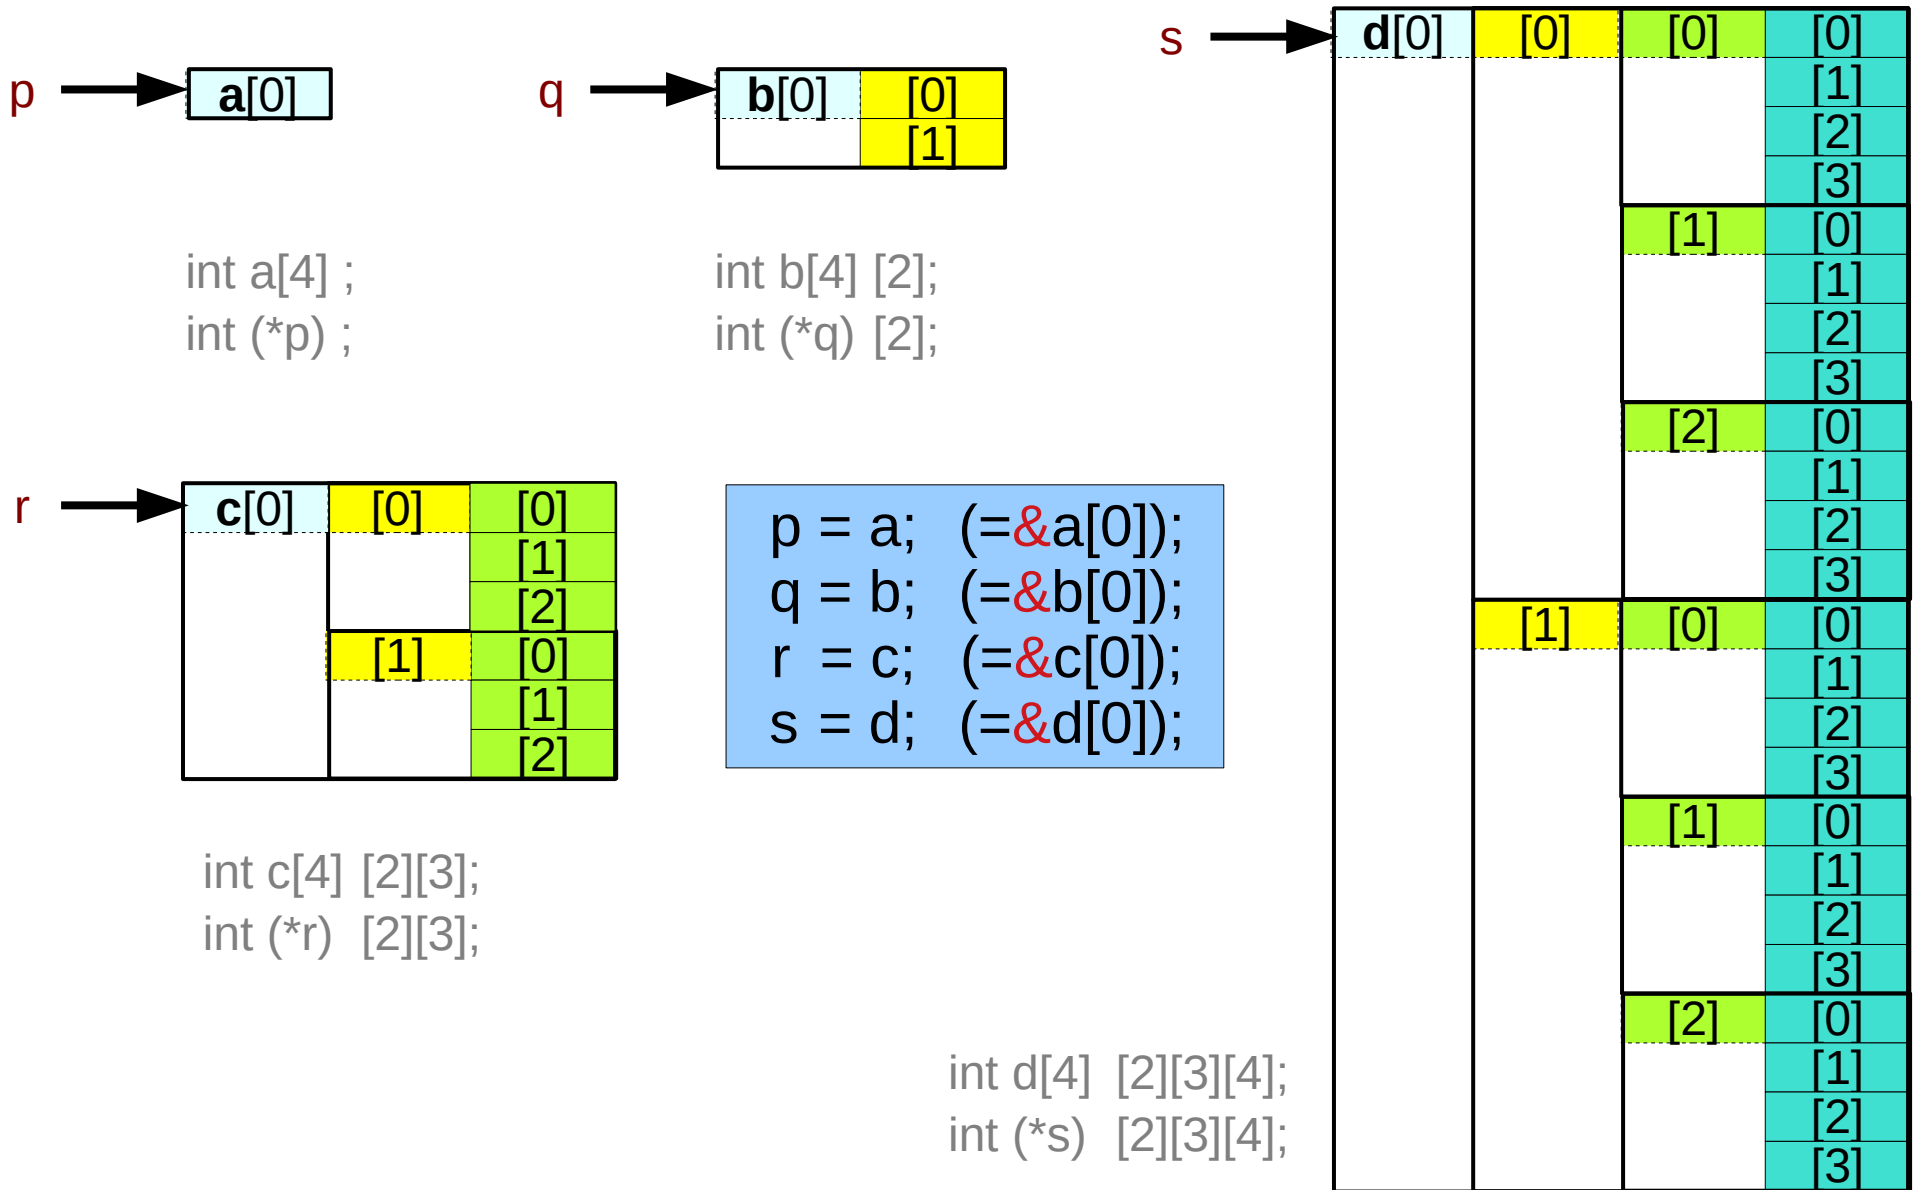 p
a[0]
q
b[0] [0]
[1]
int a[4] ;
int (*p) ;
int b[4] [2];
int (*q) [2];
r
c[0] [0] [0]
[1]
[2]
[1] [0]
[1]
[2]
int c[4] [2][3];
int (*r) [2][3];
p = a; (=&a[0]);
q = b; (=&b[0]);
r = c; (=&c[0]);
s = d; (=&d[0]);
s
d[0] [0] [0] [0]
[1]
[2]
[3]
[1] [0]
[1]
[2]
[3]
[2] [0]
[1]
[2]
[3]
[1] [0] [0]
[1]
[2]
[3]
[1] [0]
[1]
[2]
[3]
[2] [0]
[1]
[2]
[3]
int d[4] [2][3][4];
int (*s) [2][3][4];